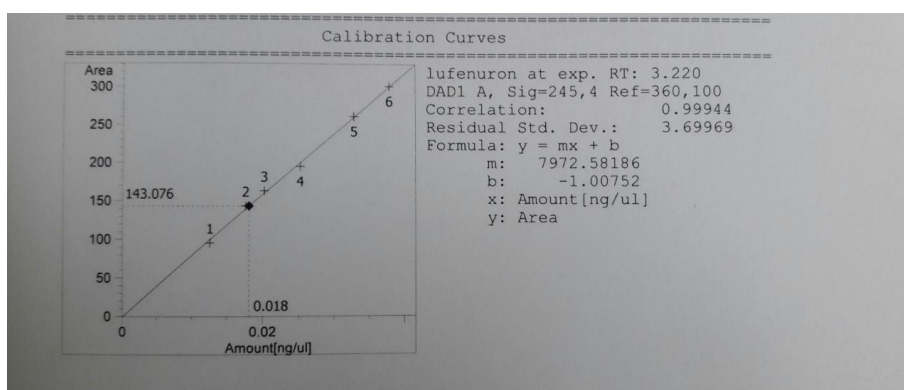 Calibration Curves
Area
300
250
200
150
100
50
0
143.076
1
2
3
4
5
6
0.018
0
0.02
Amount[ng/ul]
lufenuron at exp. RT: 3.220
DAD1 A, Sig=245,4 Ref=360,100
Correlation: 0.99944
Residual Std. Dev.: 3.69969
Formula: y = mx + b
m: 7972.58186
b: -1.00752
x: Amount[ng/ul]
y: Area